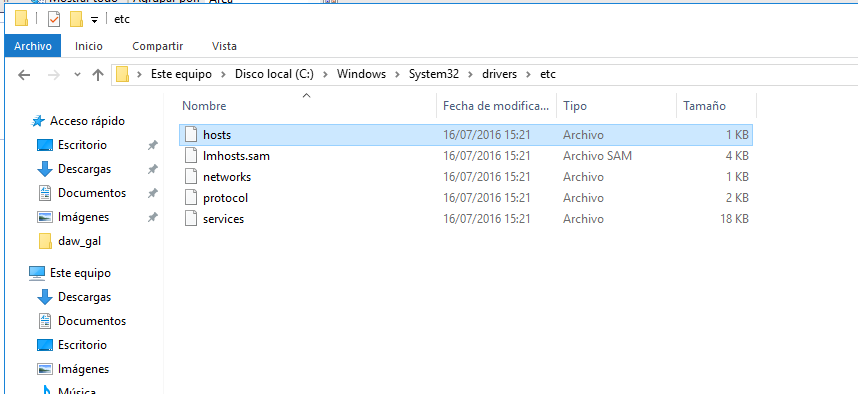 etc
Archivo Inicio Compartir Vista
Este equipo Disco local (C:) Windows System32 drivers etc
Nombre Fecha de modifica... Tipo Tamaño
Acceso rápido
Escritorio
Descargas
Documentos
Imágenes
daw_gal
Este equipo
Descargas
Documentos
Escritorio
Imágenes
Música
hosts 16/07/2016 15:21 Archivo 1 KB
lmhosts.sam 16/07/2016 15:21 Archivo SAM 4 KB
networks 16/07/2016 15:21 Archivo 1 KB
protocol 16/07/2016 15:21 Archivo 2 KB
services 16/07/2016 15:21 Archivo 18 KB